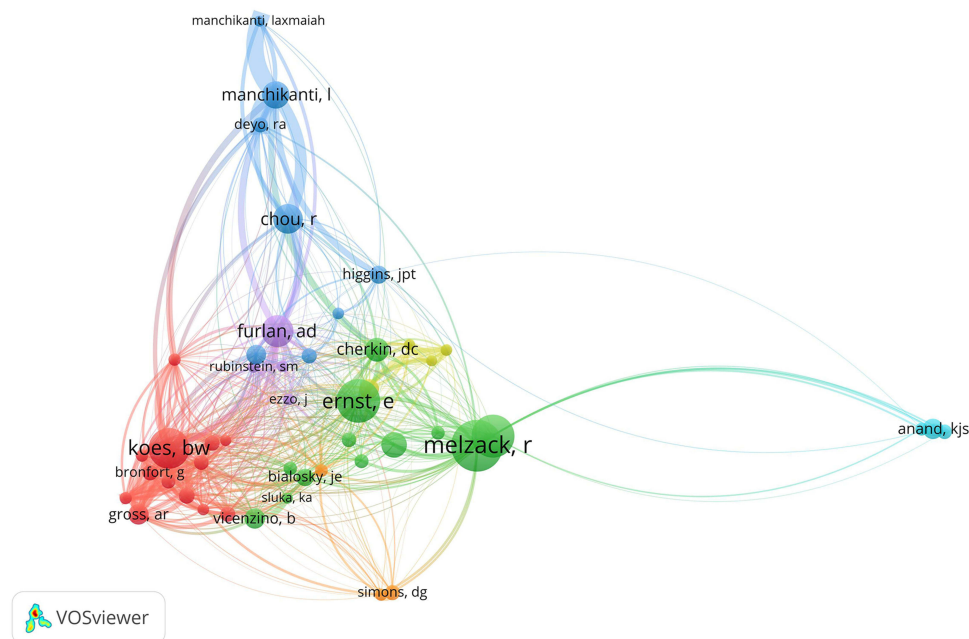 manchikanti, laxmaiah
manchikanti, l
deyo, ra
chou, r
higgins, jpt
furlan, ad
cherkin, dc
rubinstein, sm
ezzo, j
ernst, e
anand, kjs
koes, bw
melzack, r
bronfort, g
bialosky, je
sluka, ka
gross, ar
vicenzino, b
simons, dg
VOSviewer